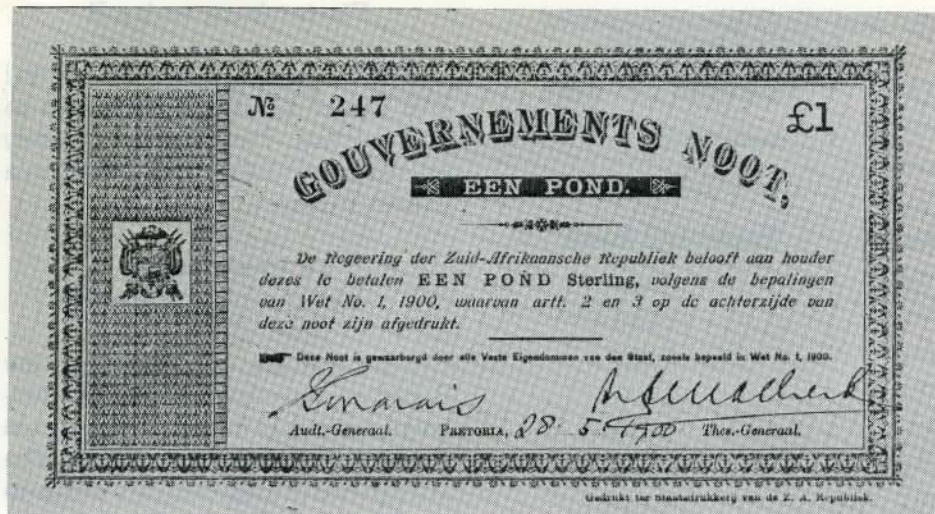 № 247
£1
GOUVERNEMENTS NOOT,
EEN POND.
De Regeering der Zuid-Afrikaansche Republiek belooft aan houder
dezes te betalen EEN POND Sterling, volgens de bepalingen
van Wet No. 1, 1900, waarvan artt. 2 en 3 op de achterzijde van
deze noot zijn afgedrukt.
Deze Noot is gewaarborgd door alle Vaste Eigendommen van den Staat, zooals bepaald in Wet No. 1, 1900.
Audt.-Generaal. PRETORIA, 28 5 1900 Thes.-Generaal.
Gedrukt ter Staatsdrukkerij van de Z. A. Republiek.